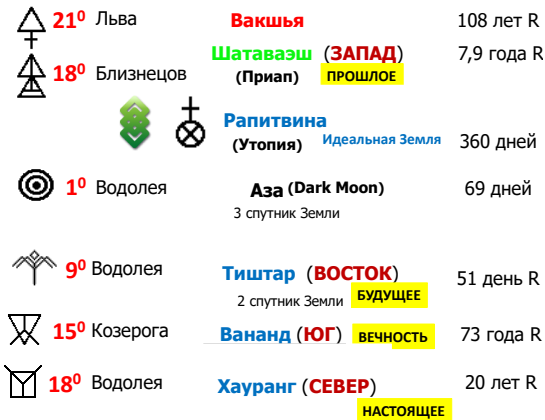 21⁰ Льва Вакшья 108 лет R
Шатаваэш (ЗАПАД) 7,9 года R
18⁰ Близнецов (Приап) ПРОШЛОЕ
Рапитвина
(Утопия) Идеальная Земля 360 дней
1⁰ Водолея Аза (Dark Moon) 69 дней
3 спутник Земли
9⁰ Водолея Тиштар (ВОСТОК) 51 день R
2 спутник Земли БУДУЩЕЕ
15⁰ Козерога Вананд (ЮГ) ВЕЧНОСТЬ 73 года R
18⁰ Водолея Хауранг (СЕВЕР) 20 лет R
НАСТОЯЩЕЕ